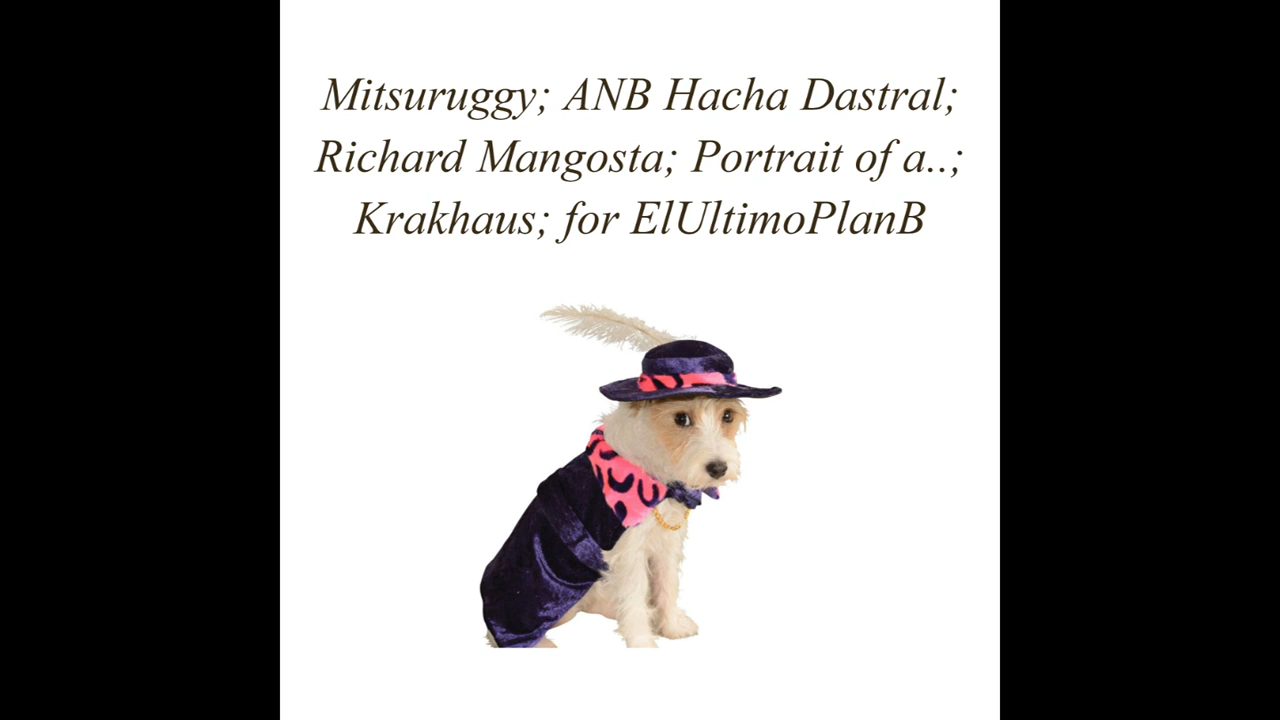 Mitsuruggy; ANB Hacha Dastral;
Richard Mangosta; Portrait of a..;
Krakhaus; for ElUltimoPlanB